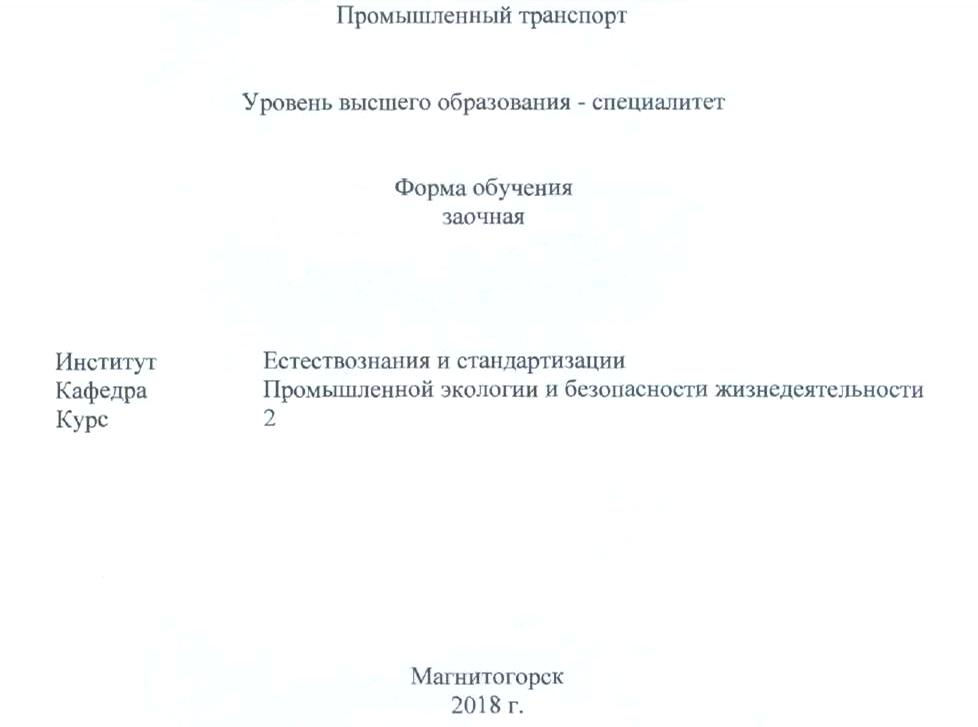 Промышленный транспорт
Уровень высшего образования - специалитет
Форма обучения
заочная
Институт Естествознания и стандартизации
Кафедра Промышленной экологии и безопасности жизнедеятельности
Курс 2
Магнитогорск
2018 г.